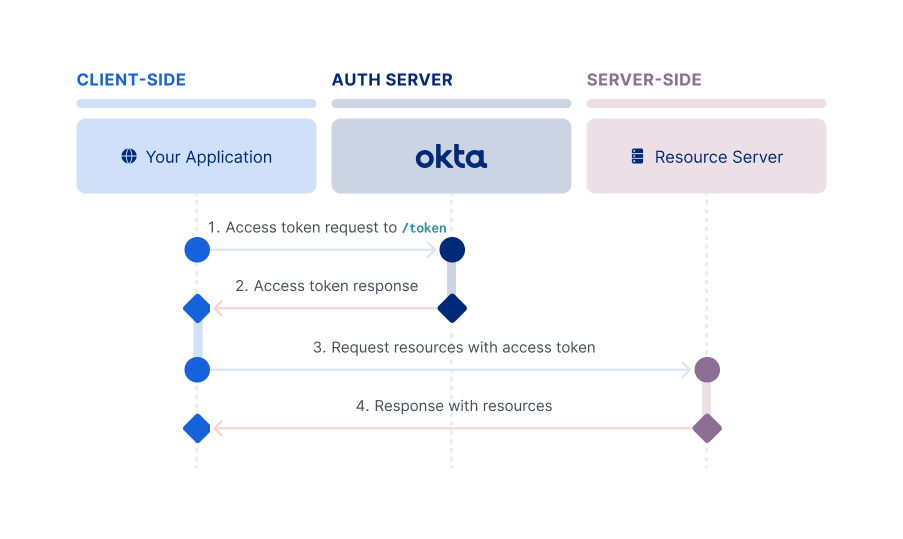 CLIENT-SIDE
AUTH SERVER
SERVER-SIDE
Your Application
okta
Resource Server
1. Access token request to /token
2. Access token response
3. Request resources with access token
4. Response with resources